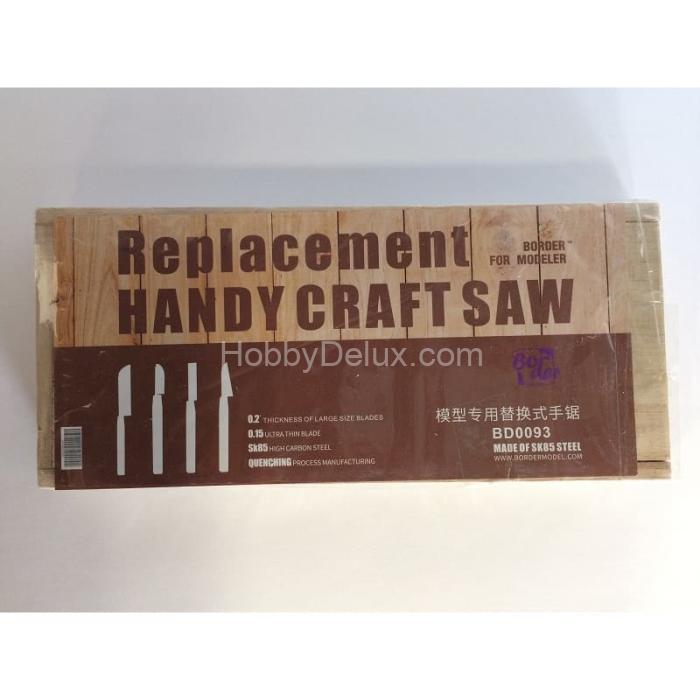 Replacement
BORDER™
FOR MODELER
HANDY CRAFT SAW
HobbyDelux.com
Border
0.2' THICKNESS OF LARGE SIZE BLADES
0.15 ULTRA THIN BLADE
Sk85 HIGH CARBON STEEL
QUENCHING PROCESS MANUFACTURING
模型专用替换式手锯
BD0093
MADE OF SK85 STEEL
WWW.BORDERMODEL.COM